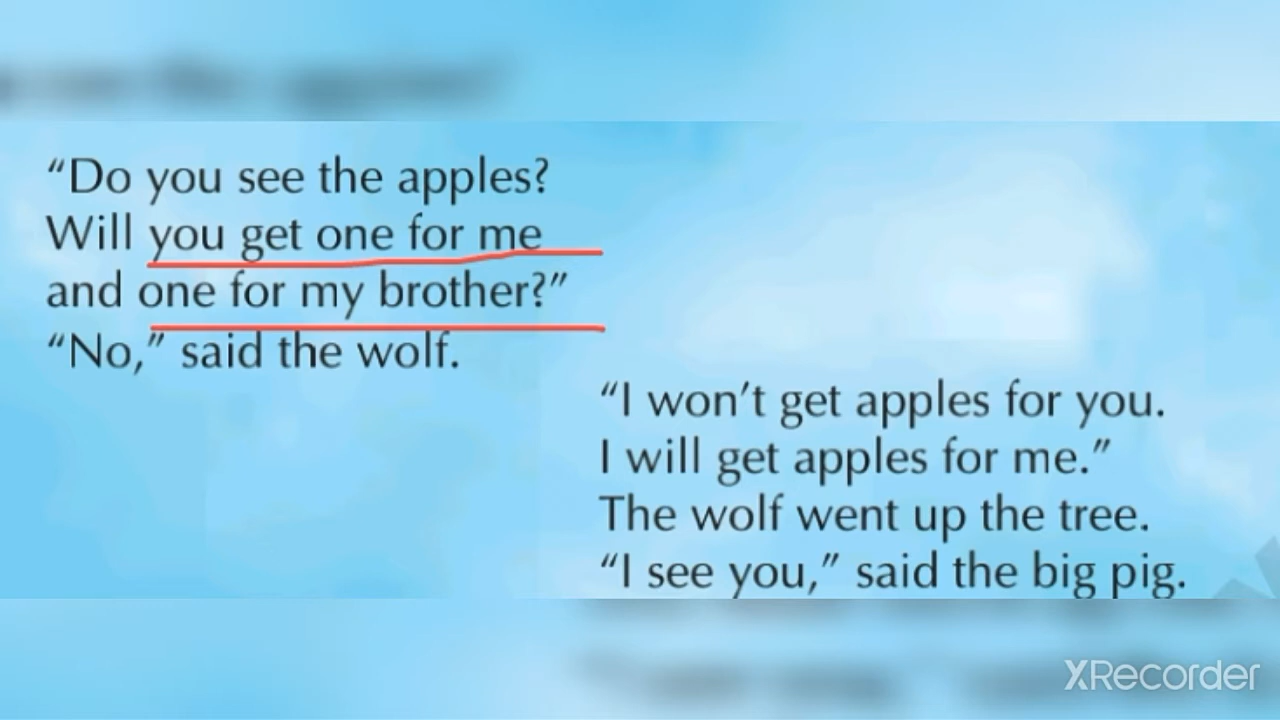 “Do you see the apples?
Will you get one for me
and one for my brother?”
“No,” said the wolf.
“I won’t get apples for you.
I will get apples for me.”
The wolf went up the tree.
“I see you,” said the big pig.
XRecorder